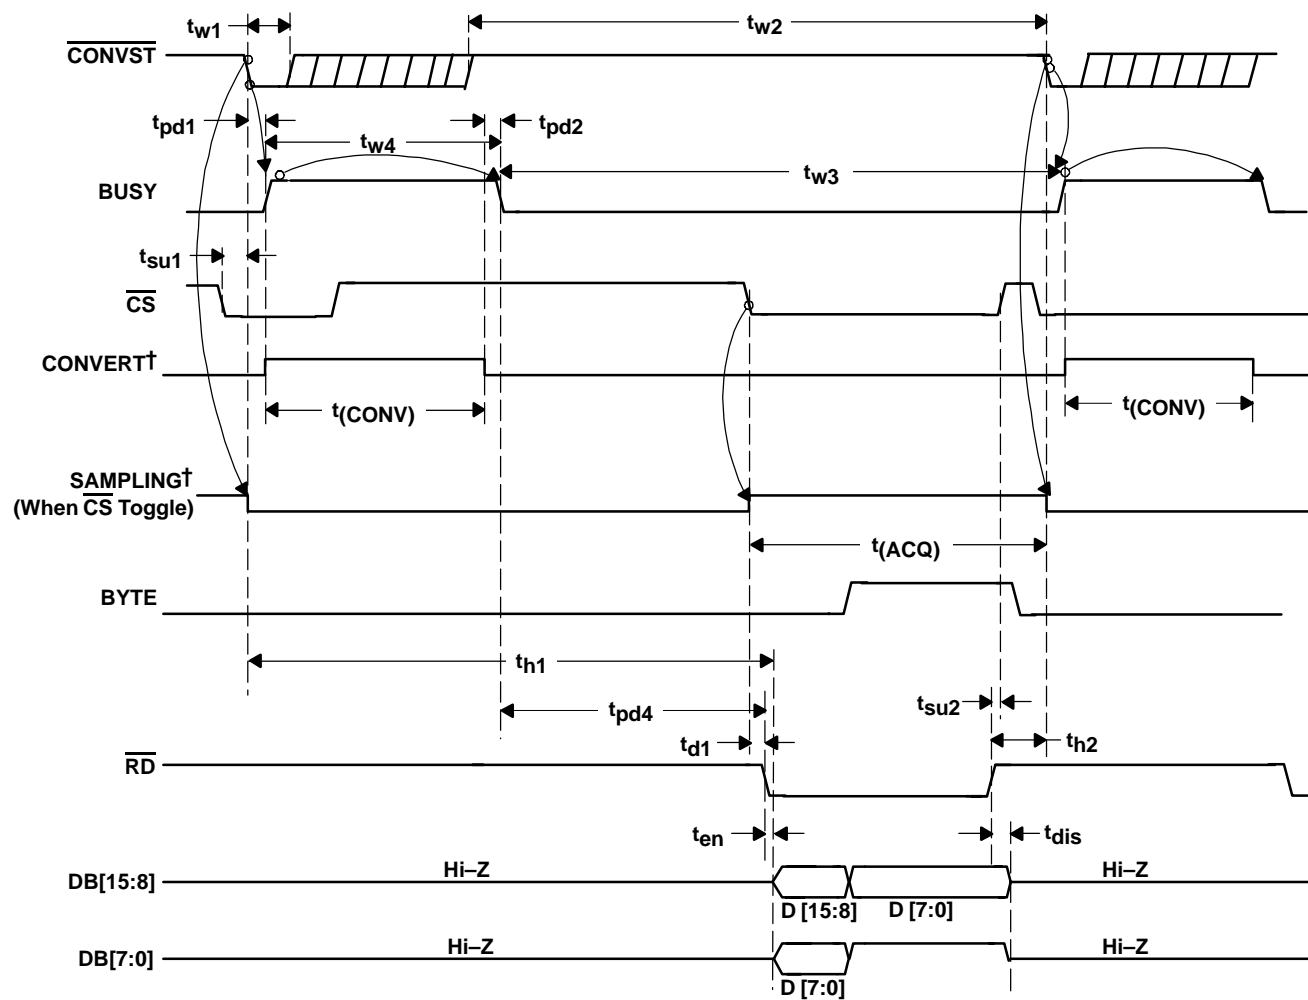 tw1
tw2
CONVST
tpd1
tw4
tpd2
BUSY
tw3
tsu1
CS
CONVERT†
t(CONV)
t(CONV)
SAMPLING†
(When CS Toggle)
t(ACQ)
BYTE
th1
tpd4
tsu2
td1
th2
RD
ten
tdis
DB[15:8]
Hi–Z
Hi–Z
D [15:8]
D [7:0]
DB[7:0]
Hi–Z
Hi–Z
D [7:0]